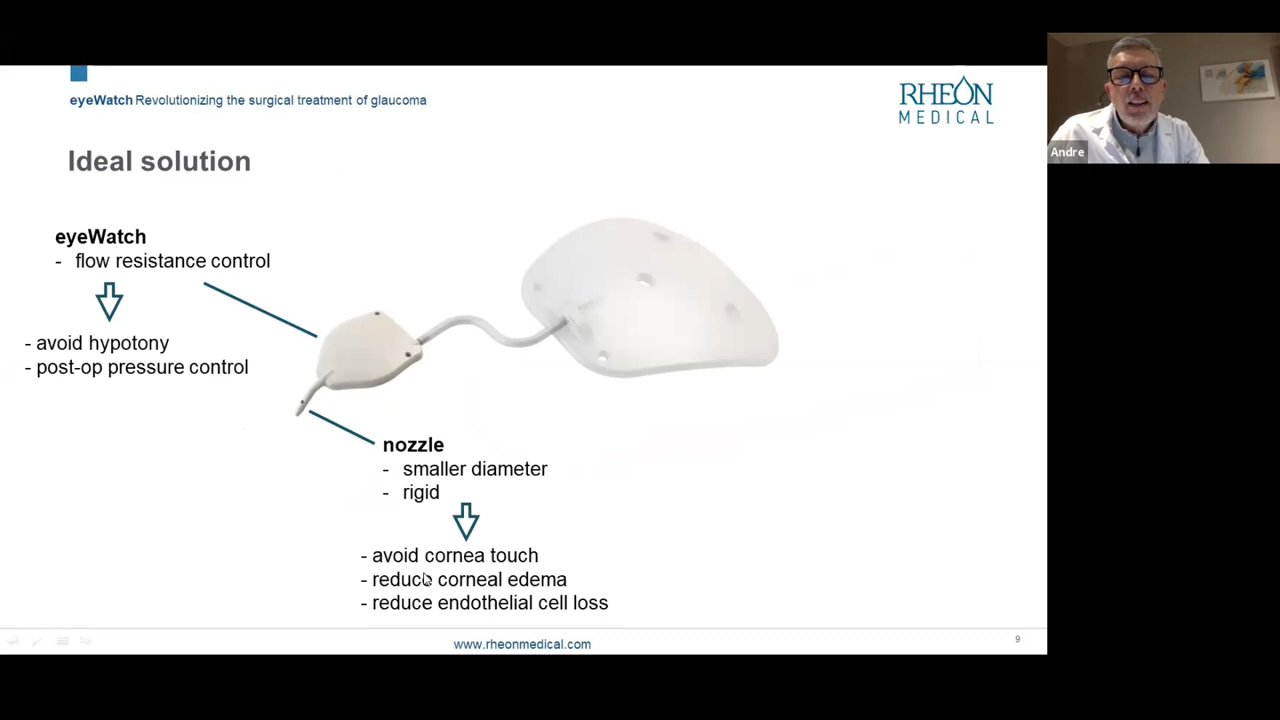 eyeWatch Revolutionizing the surgical treatment of glaucoma
RHEON
MEDICAL
Andre
Ideal solution
eyeWatch
- flow resistance control
- avoid hypotony
- post-op pressure control
nozzle
- smaller diameter
- rigid
- avoid cornea touch
- reduce corneal edema
- reduce endothelial cell loss
www.rheonmedical.com
9